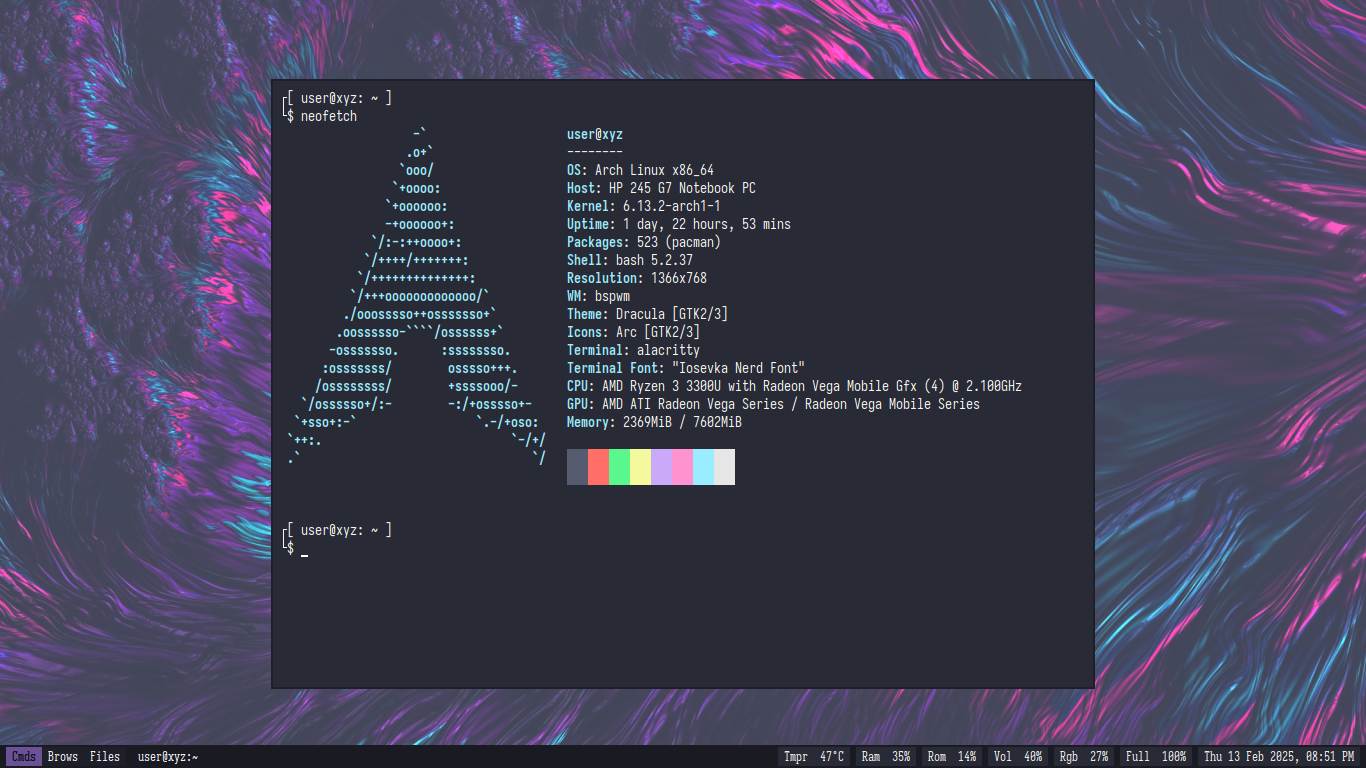 ┌[ user@xyz: ~ ]
└$ neofetch
-`
user@xyz
.o+`
--------
`ooo/
OS: Arch Linux x86_64
`+oooo:
Host: HP 245 G7 Notebook PC
`+oooooo:
Kernel: 6.13.2-arch1-1
-+oooooo+:
Uptime: 1 day, 22 hours, 53 mins
`/:-:++oooo+:
Packages: 523 (pacman)
`/++++/+++++++:
Shell: bash 5.2.37
`/++++++++++++++:
Resolution: 1366x768
`/+++ooooooooooooo/`
WM: bspwm
./ooosssso++osssssso+`
Theme: Dracula [GTK2/3]
.oossssso-````/ossssss+`
Icons: Arc [GTK2/3]
-osssssso.      :ssssssso.
Terminal: alacritty
:osssssss/        osssso+++.
Terminal Font: "Iosevka Nerd Font"
/ossssssss/        +ssssooo/-
CPU: AMD Ryzen 3 3300U with Radeon Vega Mobile Gfx (4) @ 2.100GHz
`/ossssso+/:-        -:/+osssso+-
GPU: AMD ATI Radeon Vega Series / Radeon Vega Mobile Series
`+sso+:-`                 `.-/+oso:
Memory: 2369MiB / 7602MiB
`++:.                           `-/+/
.`                                 `/
┌[ user@xyz: ~ ]
└$ _
Cmds Brows Files user@xyz:~ Tmpr 47°C Ram 35% Rom 14% Vol 40% Rgb 27% Full 100% Thu 13 Feb 2025, 08:51 PM